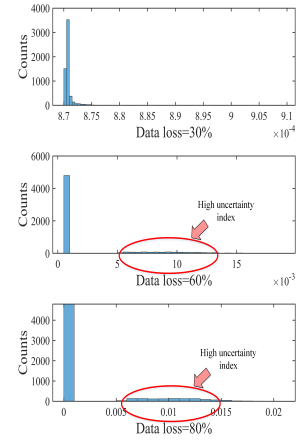 4000
3000
2000
1000
0
Counts
8.7 8.75 8.8 8.85 8.9 8.95 9 9.05 9.1
Data loss=30%
×10⁻⁴
6000
4000
2000
0
Counts
High uncertainty
index
0 5 10 15
Data loss=60%
×10⁻³
4000
3000
2000
1000
0
Counts
High uncertainty
index
0 0.005 0.01 0.015 0.02
Data loss=80%